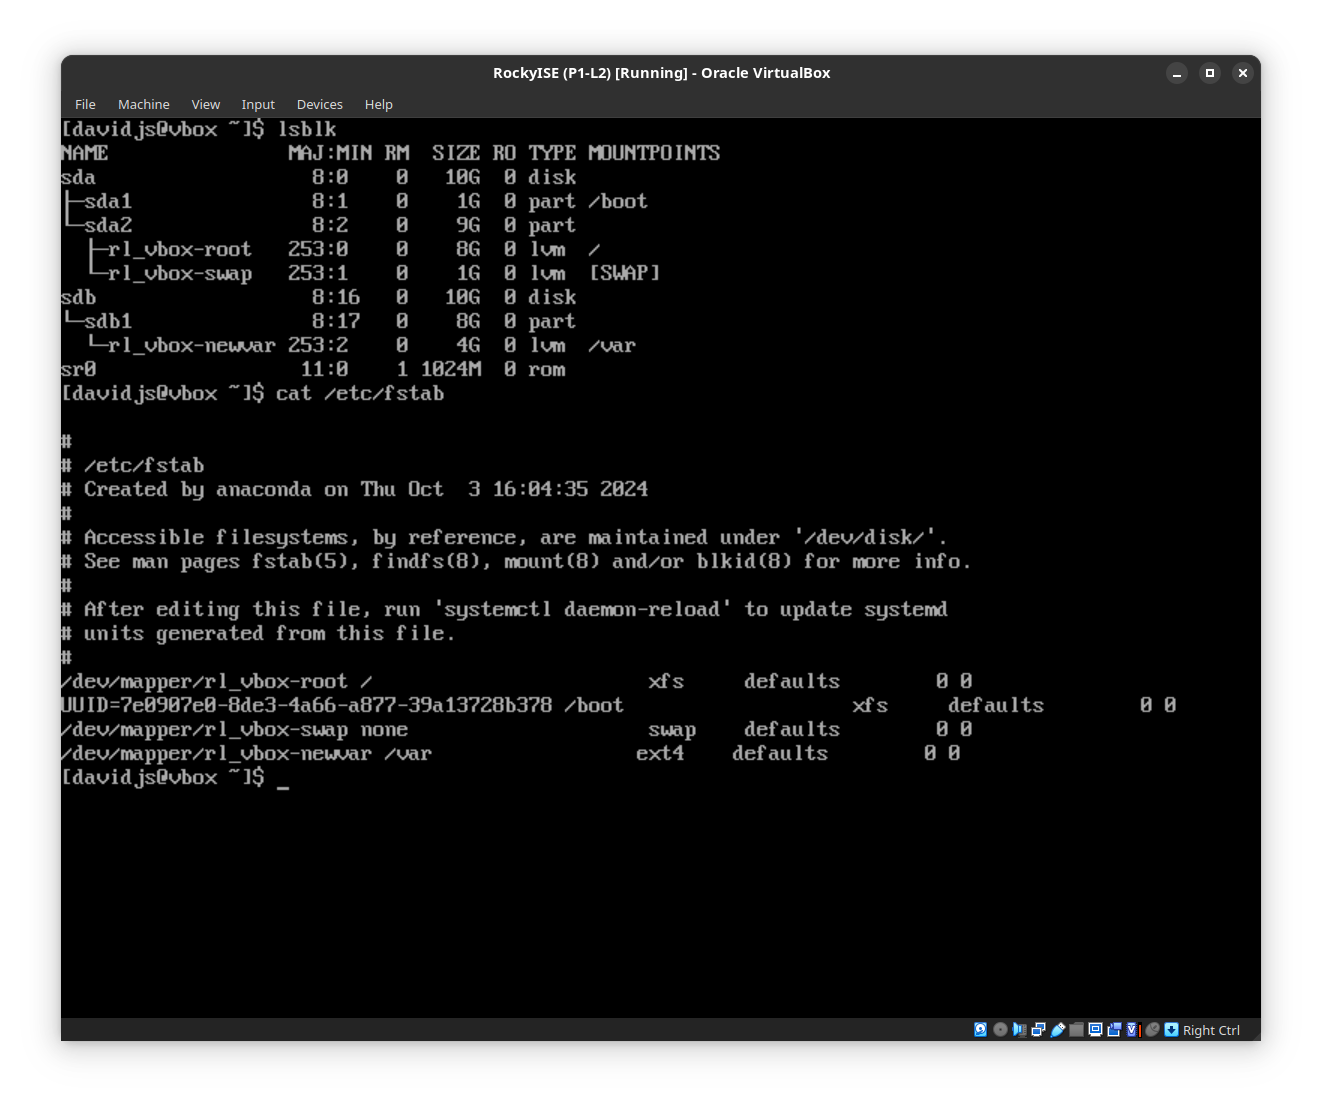 RockyISE (P1-L2) [Running] - Oracle VirtualBox
File Machine View Input Devices Help
[davidjs@vbox ~]$ lsblk
NAME MAJ:MIN RM SIZE RO TYPE MOUNTPOINTS
sda 8:0 0 10G 0 disk
├─sda1 8:1 0 1G 0 part /boot
└─sda2 8:2 0 9G 0 part
├─rl_vbox-root 253:0 0 8G 0 lvm /
└─rl_vbox-swap 253:1 0 1G 0 lvm [SWAP]
sdb 8:16 0 10G 0 disk
└─sdb1 8:17 0 8G 0 part
└─rl_vbox-newvar 253:2 0 4G 0 lvm /var
sr0 11:0 1 1024M 0 rom
[davidjs@vbox ~]$ cat /etc/fstab
#
# /etc/fstab
# Created by anaconda on Thu Oct 3 16:04:35 2024
#
# Accessible filesystems, by reference, are maintained under '/dev/disk/'.
# See man pages fstab(5), findfs(8), mount(8) and/or blkid(8) for more info.
#
# After editing this file, run 'systemctl daemon-reload' to update systemd
# units generated from this file.
#
/dev/mapper/rl_vbox-root / xfs defaults 0 0
UUID=7e0907e0-8de3-4a66-a877-39a13728b378 /boot xfs defaults 0 0
/dev/mapper/rl_vbox-swap none swap defaults 0 0
/dev/mapper/rl_vbox-newvar /var ext4 defaults 0 0
[davidjs@vbox ~]$ _
Right Ctrl